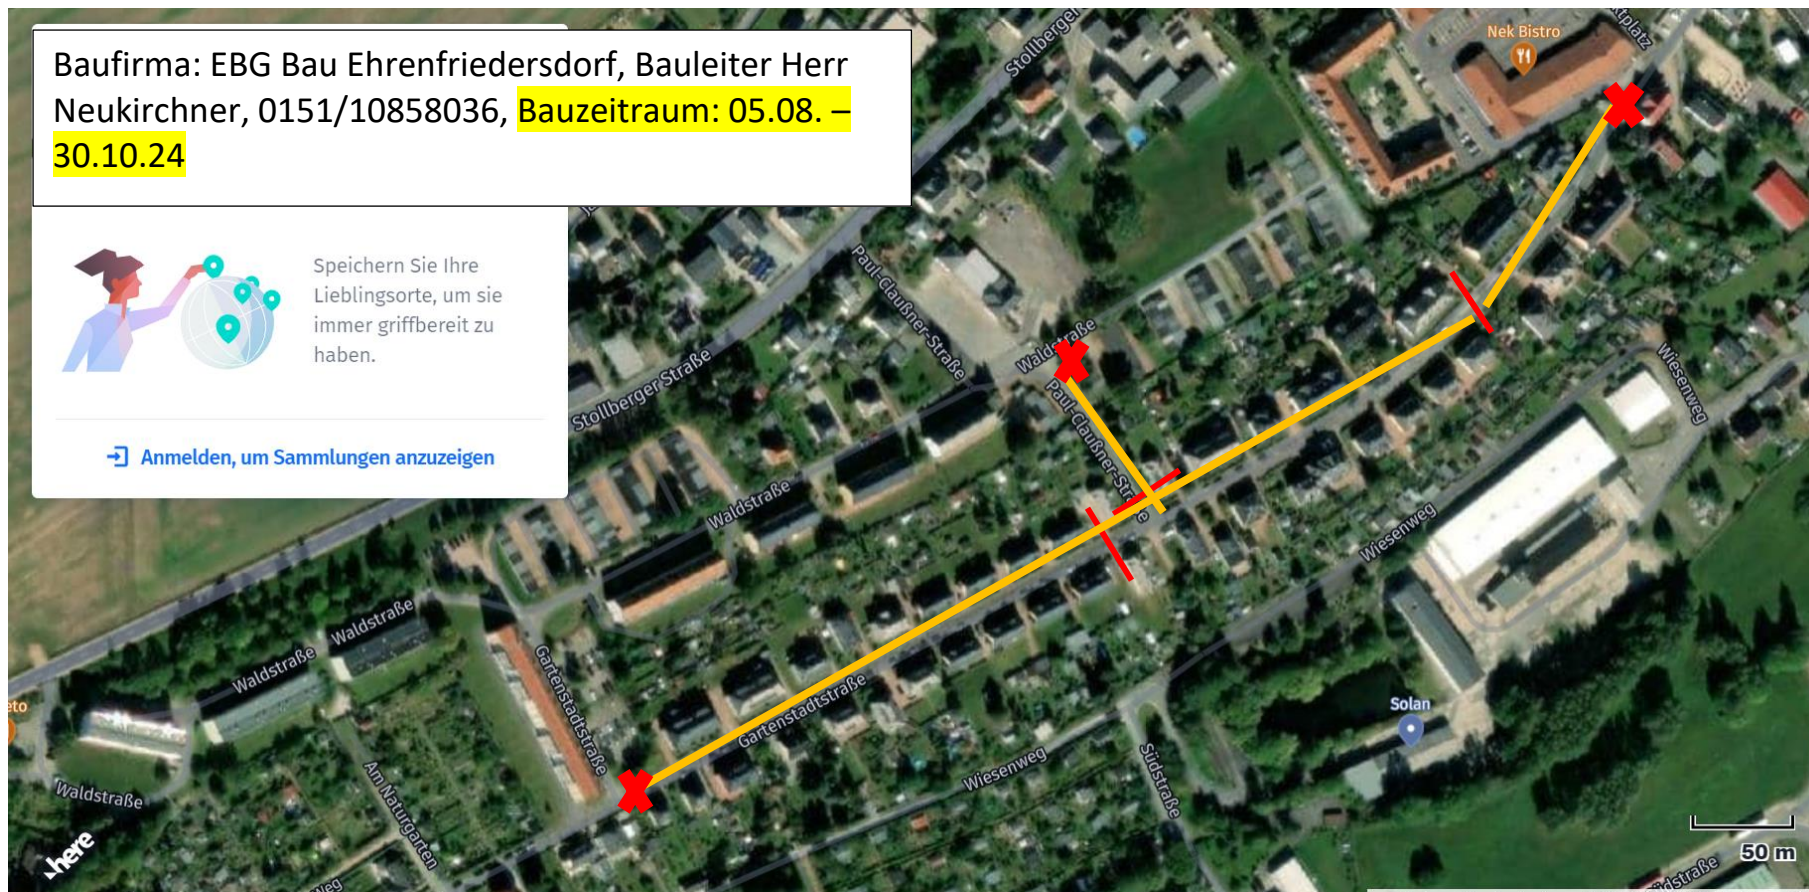 Baufirma: EBG Bau Ehrenfriedersdorf, Bauleiter Herr
Neukirchner, 0151/10858036, Bauzeitraum: 05.08. –
30.10.24
Speichern Sie Ihre
Lieblingsorte, um sie
immer griffbereit zu
haben.
Anmelden, um Sammlungen anzuzeigen
Stollberger
Nek Bistro
Paul-Claußner-Straße
Waldstraße
Stollberger Straße
Paul-Claußner-Straße
Wiesenweg
Waldstraße
Wiesenweg
Waldstraße
Waldstraße
Gartenstadtstraße
Gartenstadtstraße
Solan
Waldstraße
Am Naturgarten
Wiesenweg
Südstraße
here
50 m